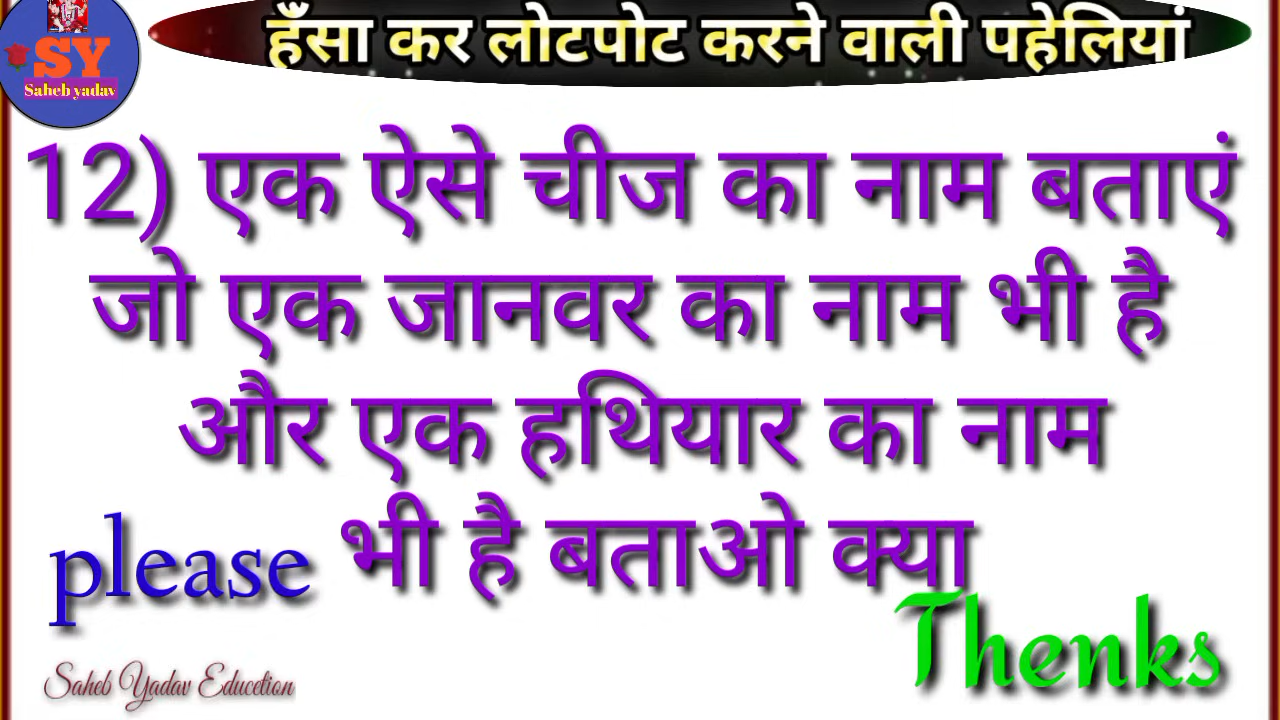 हँसा कर लोटपोट करने वाली पहेलियां
SY
Saheb yadav
12) एक ऐसे चीज का नाम बताएं
जो एक जानवर का नाम भी है
और एक हथियार का नाम
please भी है बताओ क्या
Thenks
Saheb Yadav Educetion